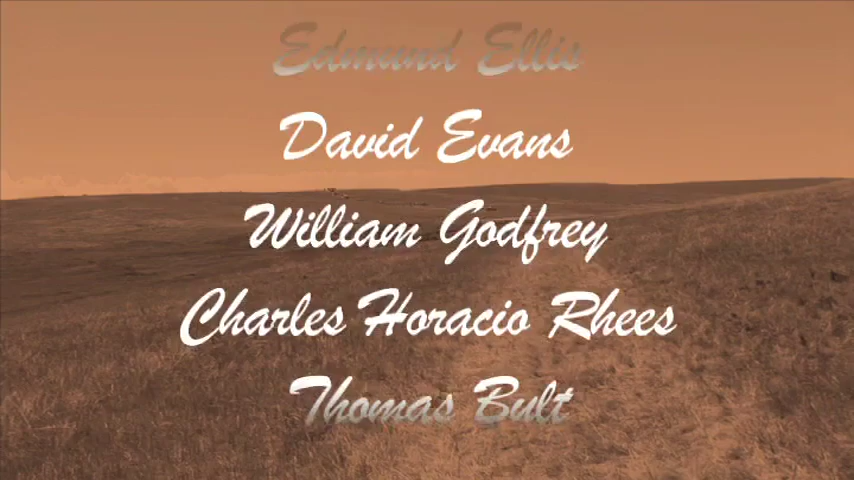 Edmund Ellis
David Evans
William Godfrey
Charles Horacio Rhees
Thomas Bult